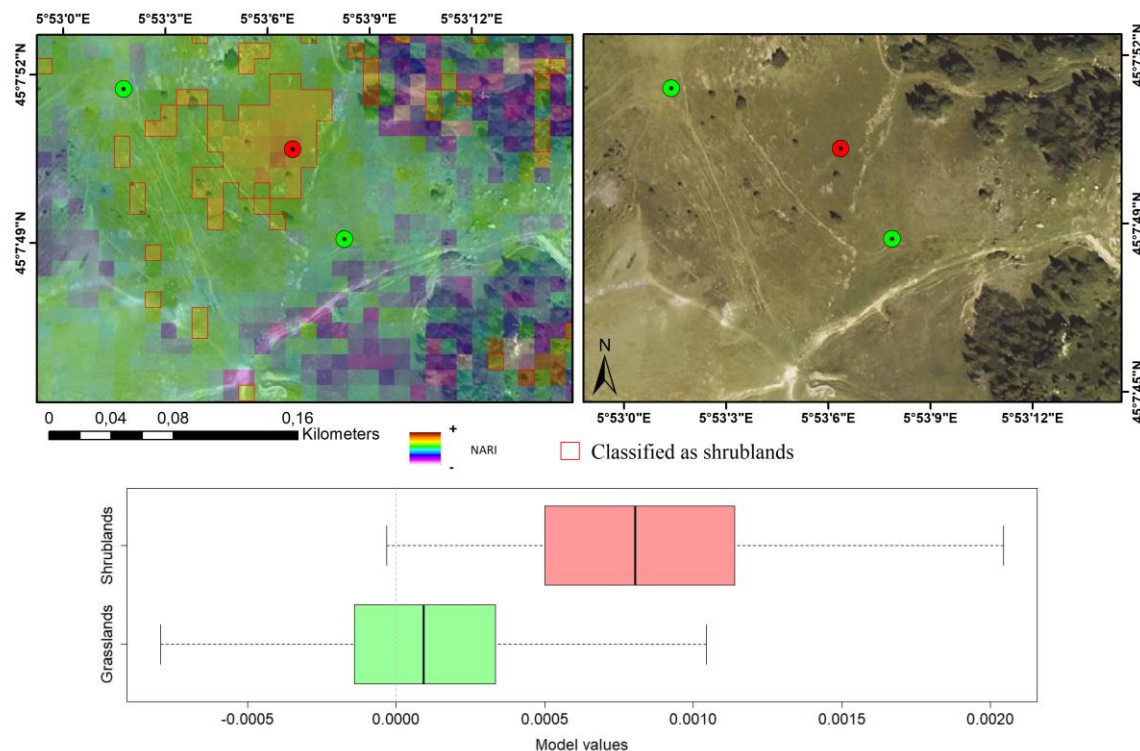 5°53'0"E 5°53'3"E 5°53'6"E 5°53'9"E 5°53'12"E
45°7'52"N
45°7'49"N
45°7'52"N
45°7'49"N
45°7'45"N
N
5°53'0"E 5°53'3"E 5°53'6"E 5°53'9"E 5°53'12"E
0 0,04 0,08 0,16
Kilometers
+
NARI
-
Classified as shrublands
Shrublands
Grasslands
-0.0005 0.0000 0.0005 0.0010 0.0015 0.0020
Model values